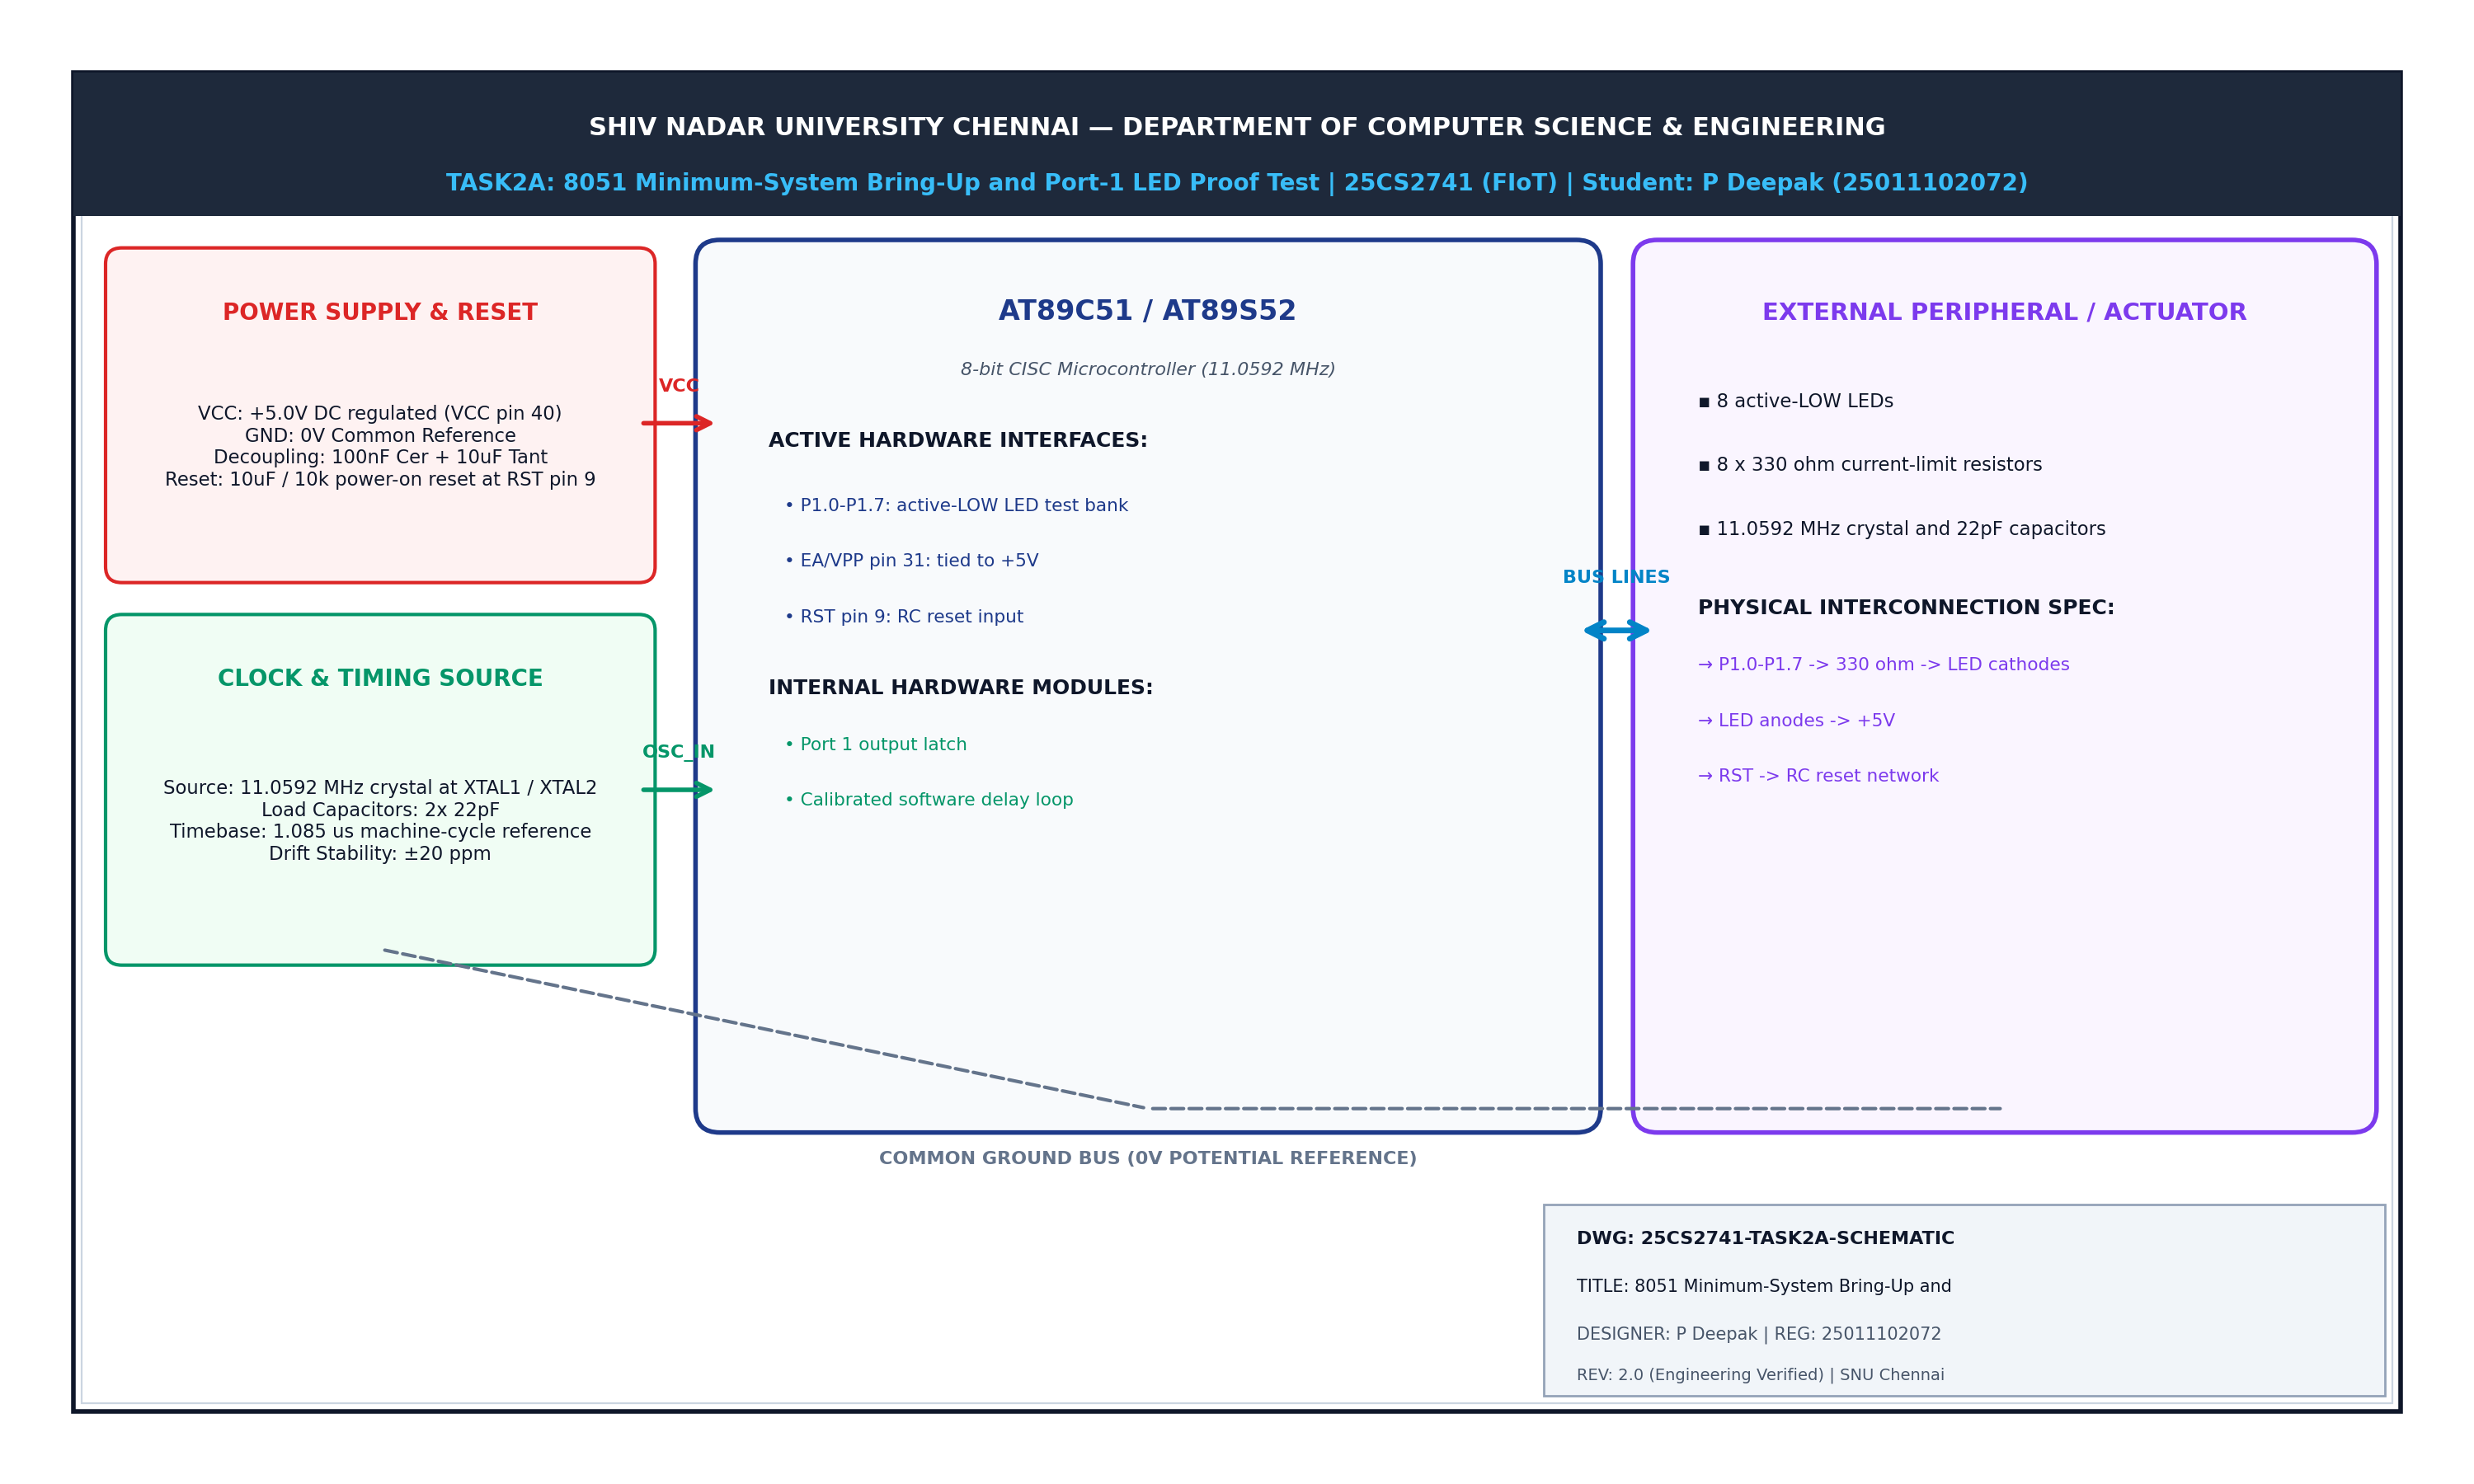 SHIV NADAR UNIVERSITY CHENNAI — DEPARTMENT OF COMPUTER SCIENCE & ENGINEERING
TASK2A: 8051 Minimum-System Bring-Up and Port-1 LED Proof Test | 25CS2741 (FIoT) | Student: P Deepak (25011102072)
POWER SUPPLY & RESET
VCC: +5.0V DC regulated (VCC pin 40)
GND: 0V Common Reference
Decoupling: 100nF Cer + 10uF Tant
Reset: 10uF / 10k power-on reset at RST pin 9
VCC
CLOCK & TIMING SOURCE
Source: 11.0592 MHz crystal at XTAL1 / XTAL2
Load Capacitors: 2x 22pF
Timebase: 1.085 us machine-cycle reference
Drift Stability: ±20 ppm
OSC_IN
AT89C51 / AT89S52
8-bit CISC Microcontroller (11.0592 MHz)
ACTIVE HARDWARE INTERFACES:
• P1.0-P1.7: active-LOW LED test bank
• EA/VPP pin 31: tied to +5V
• RST pin 9: RC reset input
INTERNAL HARDWARE MODULES:
• Port 1 output latch
• Calibrated software delay loop
BUS LINES
EXTERNAL PERIPHERAL / ACTUATOR
▪ 8 active-LOW LEDs
▪ 8 x 330 ohm current-limit resistors
▪ 11.0592 MHz crystal and 22pF capacitors
PHYSICAL INTERCONNECTION SPEC:
→ P1.0-P1.7 -> 330 ohm -> LED cathodes
→ LED anodes -> +5V
→ RST -> RC reset network
COMMON GROUND BUS (0V POTENTIAL REFERENCE)
DWG: 25CS2741-TASK2A-SCHEMATIC
TITLE: 8051 Minimum-System Bring-Up and
DESIGNER: P Deepak | REG: 25011102072
REV: 2.0 (Engineering Verified) | SNU Chennai